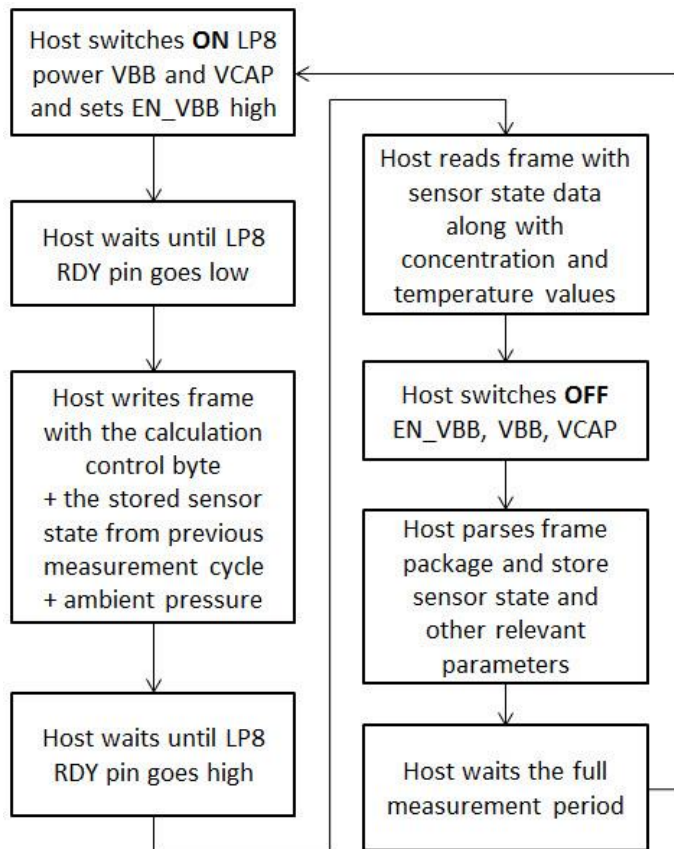 Host switches ON LP8
power VBB and VCAP
and sets EN_VBB high
Host waits until LP8
RDY pin goes low
Host writes frame
with the calculation
control byte
+ the stored sensor
state from previous
measurement cycle
+ ambient pressure
Host waits until LP8
RDY pin goes high
Host reads frame with
sensor state data
along with
concentration and
temperature values
Host switches OFF
EN_VBB, VBB, VCAP
Host parses frame
package and store
sensor state and
other relevant
parameters
Host waits the full
measurement period